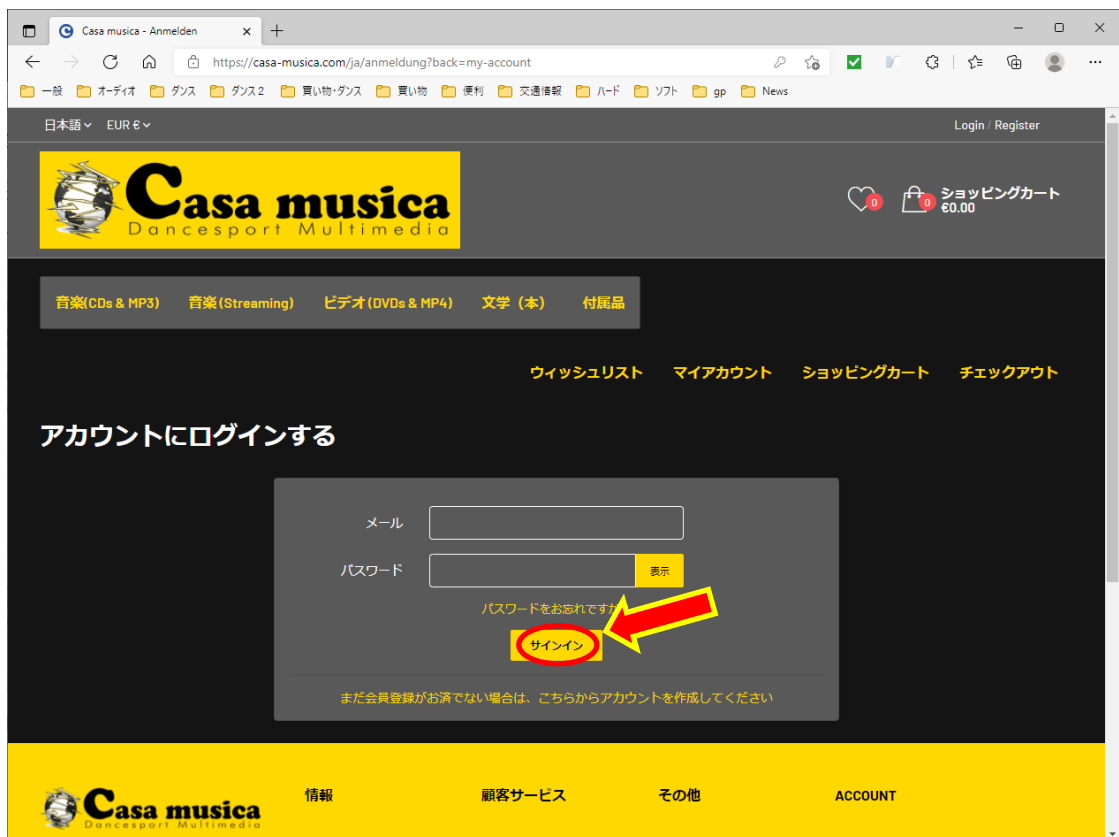 Casa musica - Anmelden
https://casa-musica.com/ja/anmeldung?back=my-account
一般 オーディオ ダンス ダンス2 買い物・ダンス 買い物 便利 交通情報 ハード ソフト gp News
日本語 EUR € Login / Register
Casa musica
Dancesport Multimedia
0 0 ショッピングカート
€0.00
音楽(CDs & MP3) 音楽(Streaming) ビデオ(DVDs & MP4) 文学（本） 付属品
ウィッシュリスト マイアカウント ショッピングカート チェックアウト
アカウントにログインする
メール
パスワード 表示
パスワードをお忘れですか
サインイン
まだ会員登録がお済でない場合は、こちらからアカウントを作成してください
Casa musica
Dancesport Multimedia
情報 顧客サービス その他 ACCOUNT